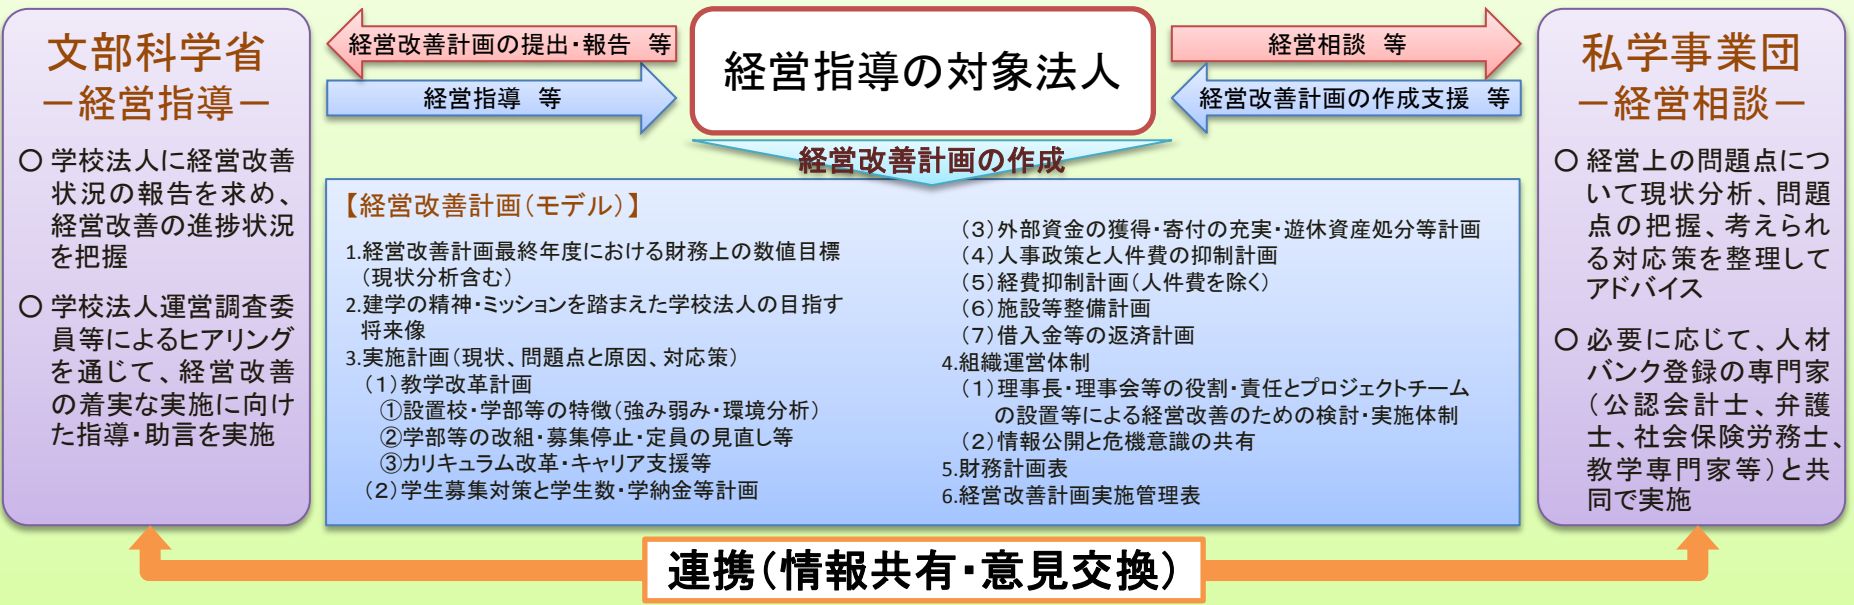 文部科学省
－経営指導－
○ 学校法人に経営改善
状況の報告を求め、
経営改善の進捗状況
を把握
○ 学校法人運営調査委
員等によるヒアリング
を通じて、経営改善
の着実な実施に向け
た指導・助言を実施
経営改善計画の提出・報告　等
経営指導　等
経営指導の対象法人
経営相談　等
経営改善計画の作成支援　等
経営改善計画の作成
【経営改善計画(モデル)】
1.経営改善計画最終年度における財務上の数値目標
（現状分析含む）
2.建学の精神・ミッションを踏まえた学校法人の目指す
将来像
3.実施計画（現状、問題点と原因、対応策）
（１）教学改革計画
①設置校・学部等の特徴（強み弱み・環境分析）
②学部等の改組・募集停止・定員の見直し等
③カリキュラム改革・キャリア支援等
（２）学生募集対策と学生数・学納金等計画
（３）外部資金の獲得・寄付の充実・遊休資産処分等計画
（４）人事政策と人件費の抑制計画
（５）経費抑制計画（人件費を除く）
（６）施設等整備計画
（７）借入金等の返済計画
4.組織運営体制
（１）理事長・理事会等の役割・責任とプロジェクトチーム
の設置等による経営改善のための検討・実施体制
（２）情報公開と危機意識の共有
5.財務計画表
6.経営改善計画実施管理表
私学事業団
－経営相談－
○ 経営上の問題点につ
いて現状分析、問題
点の把握、考えられ
る対応策を整理して
アドバイス
○ 必要に応じて、人材
バンク登録の専門家
（公認会計士、弁護
士、社会保険労務士、
教学専門家等）と共
同で実施
連携（情報共有・意見交換）